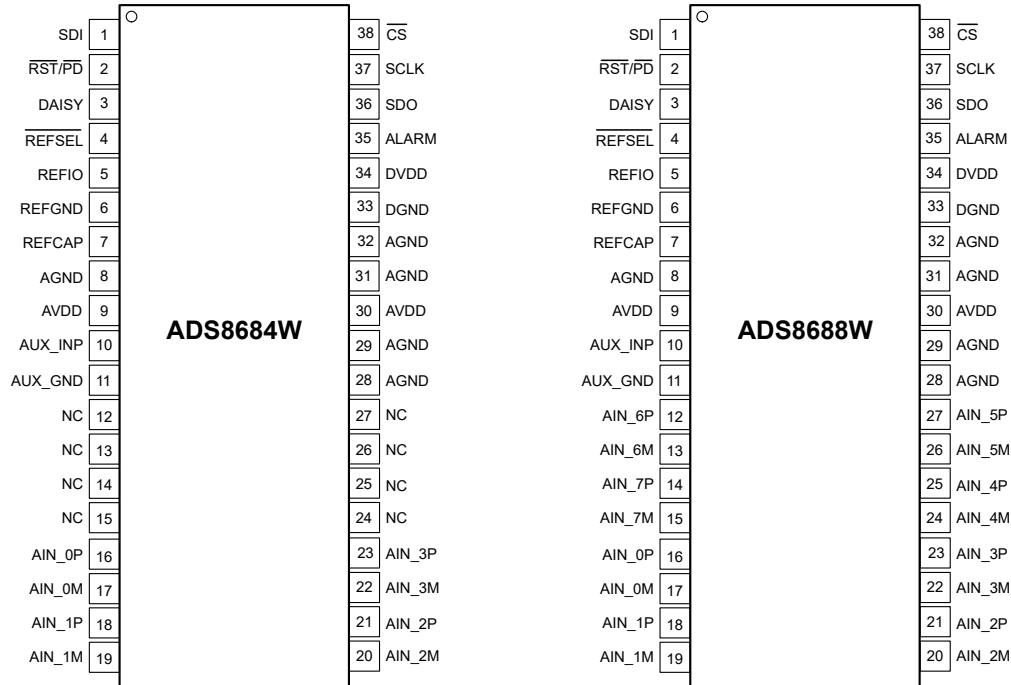 SDI 1 38 CS SDI 1 38 CS
RST/PD 2 37 SCLK RST/PD 2 37 SCLK
DAISY 3 36 SDO DAISY 3 36 SDO
REFSEL 4 35 ALARM REFSEL 4 35 ALARM
REFIO 5 34 DVDD REFIO 5 34 DVDD
REFGND 6 33 DGND REFGND 6 33 DGND
REFCAP 7 32 AGND REFCAP 7 32 AGND
AGND 8 31 AGND AGND 8 31 AGND
AVDD 9 30 AVDD AVDD 9 30 AVDD
ADS8684W ADS8688W
AUX_INP 10 29 AGND AUX_INP 10 29 AGND
AUX_GND 11 28 AGND AUX_GND 11 28 AGND
NC 12 27 NC AIN_6P 12 27 AIN_5P
NC 13 26 NC AIN_6M 13 26 AIN_5M
NC 14 25 NC AIN_7P 14 25 AIN_4P
NC 15 24 NC AIN_7M 15 24 AIN_4M
AIN_0P 16 23 AIN_3P AIN_0P 16 23 AIN_3P
AIN_0M 17 22 AIN_3M AIN_0M 17 22 AIN_3M
AIN_1P 18 21 AIN_2P AIN_1P 18 21 AIN_2P
AIN_1M 19 20 AIN_2M AIN_1M 19 20 AIN_2M